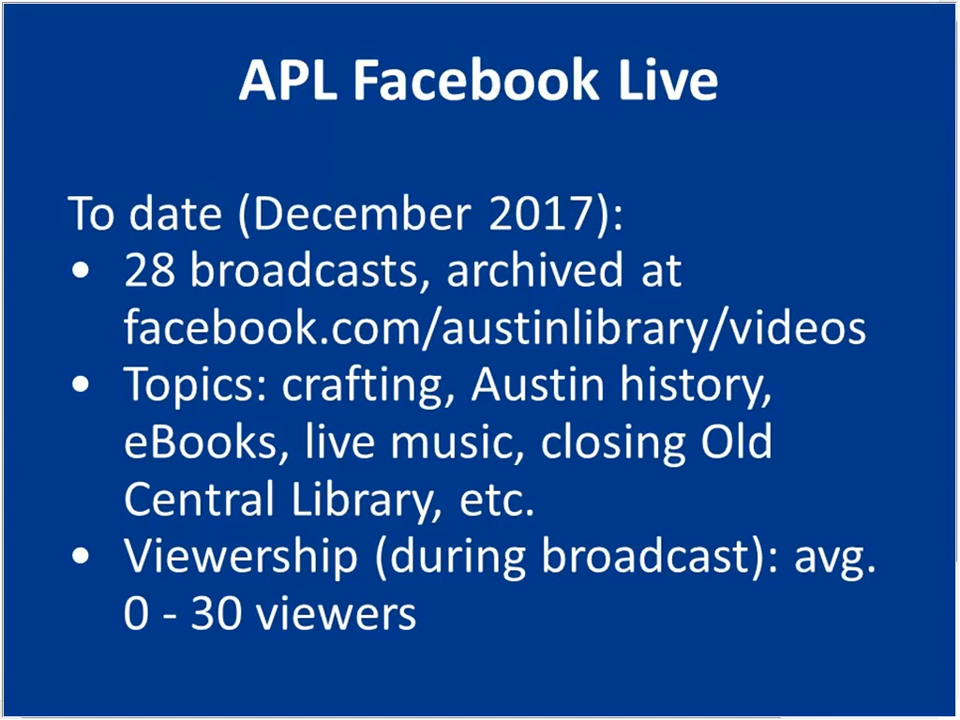 APL Facebook Live
To date (December 2017):
• 28 broadcasts, archived at
facebook.com/austinlibrary/videos
• Topics: crafting, Austin history,
eBooks, live music, closing Old
Central Library, etc.
• Viewership (during broadcast): avg.
0 - 30 viewers